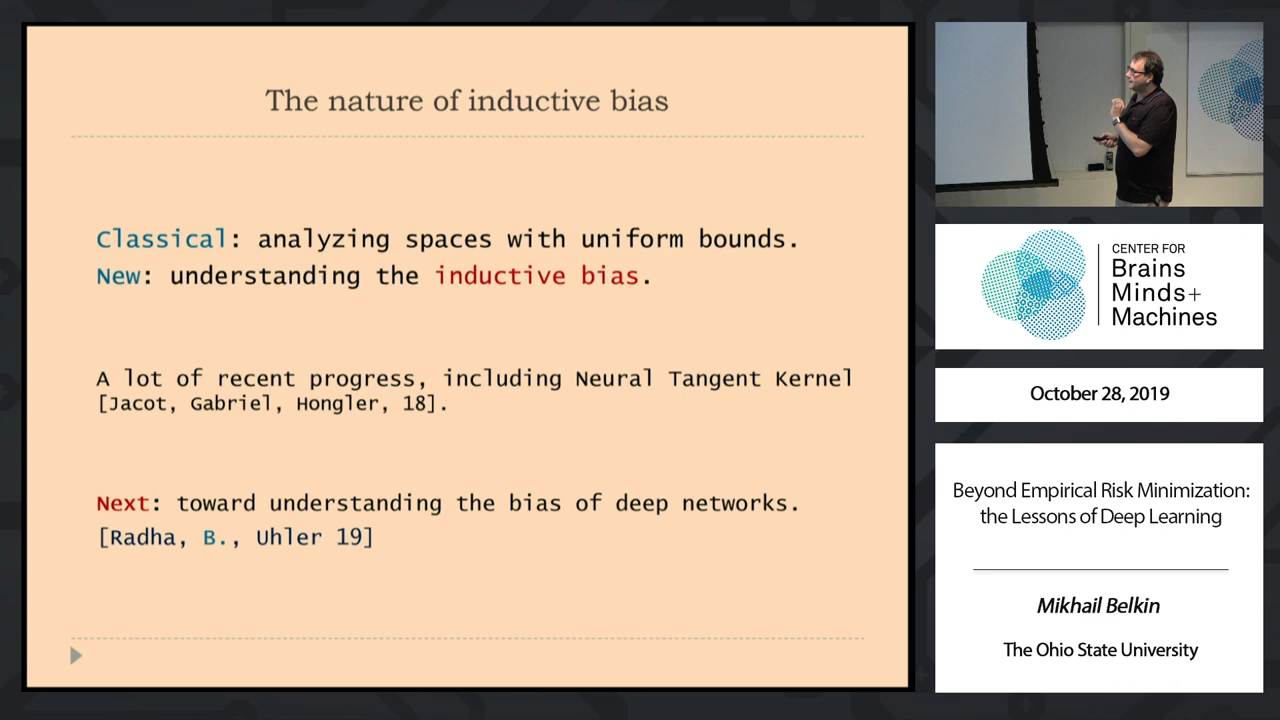 The nature of inductive bias
Classical: analyzing spaces with uniform bounds.
New: understanding the inductive bias.
A lot of recent progress, including Neural Tangent Kernel
[Jacot, Gabriel, Hongler, 18].
Next: toward understanding the bias of deep networks.
[Radha, B., Uhler 19]
CENTER FOR
Brains
Minds+
Machines
October 28, 2019
Beyond Empirical Risk Minimization:
the Lessons of Deep Learning
Mikhail Belkin
The Ohio State University